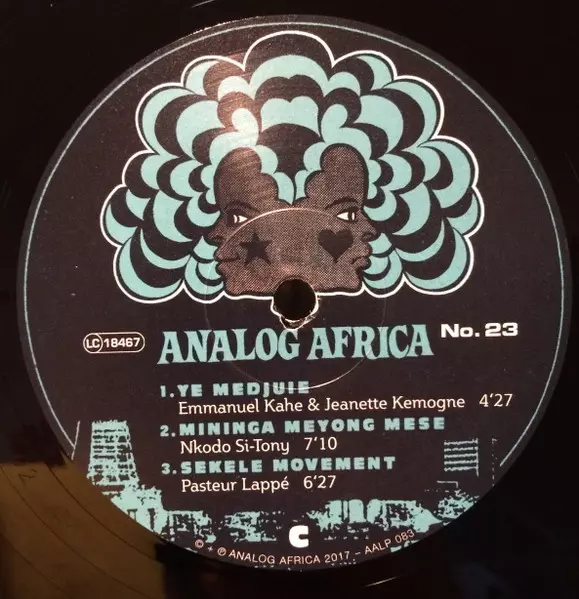 LC 18467
ANALOG AFRICA No. 23
1. YE MEDJUIE
Emmanuel Kahe & Jeanette Kemogne 4'27
2. MININGA MEYONG MESE
Nkodo Si-Tony 7'10
3. SEKELE MOVEMENT
Pasteur Lappé 6'27
C
© + ℗ ANALOG AFRICA 2017 - AALP 083